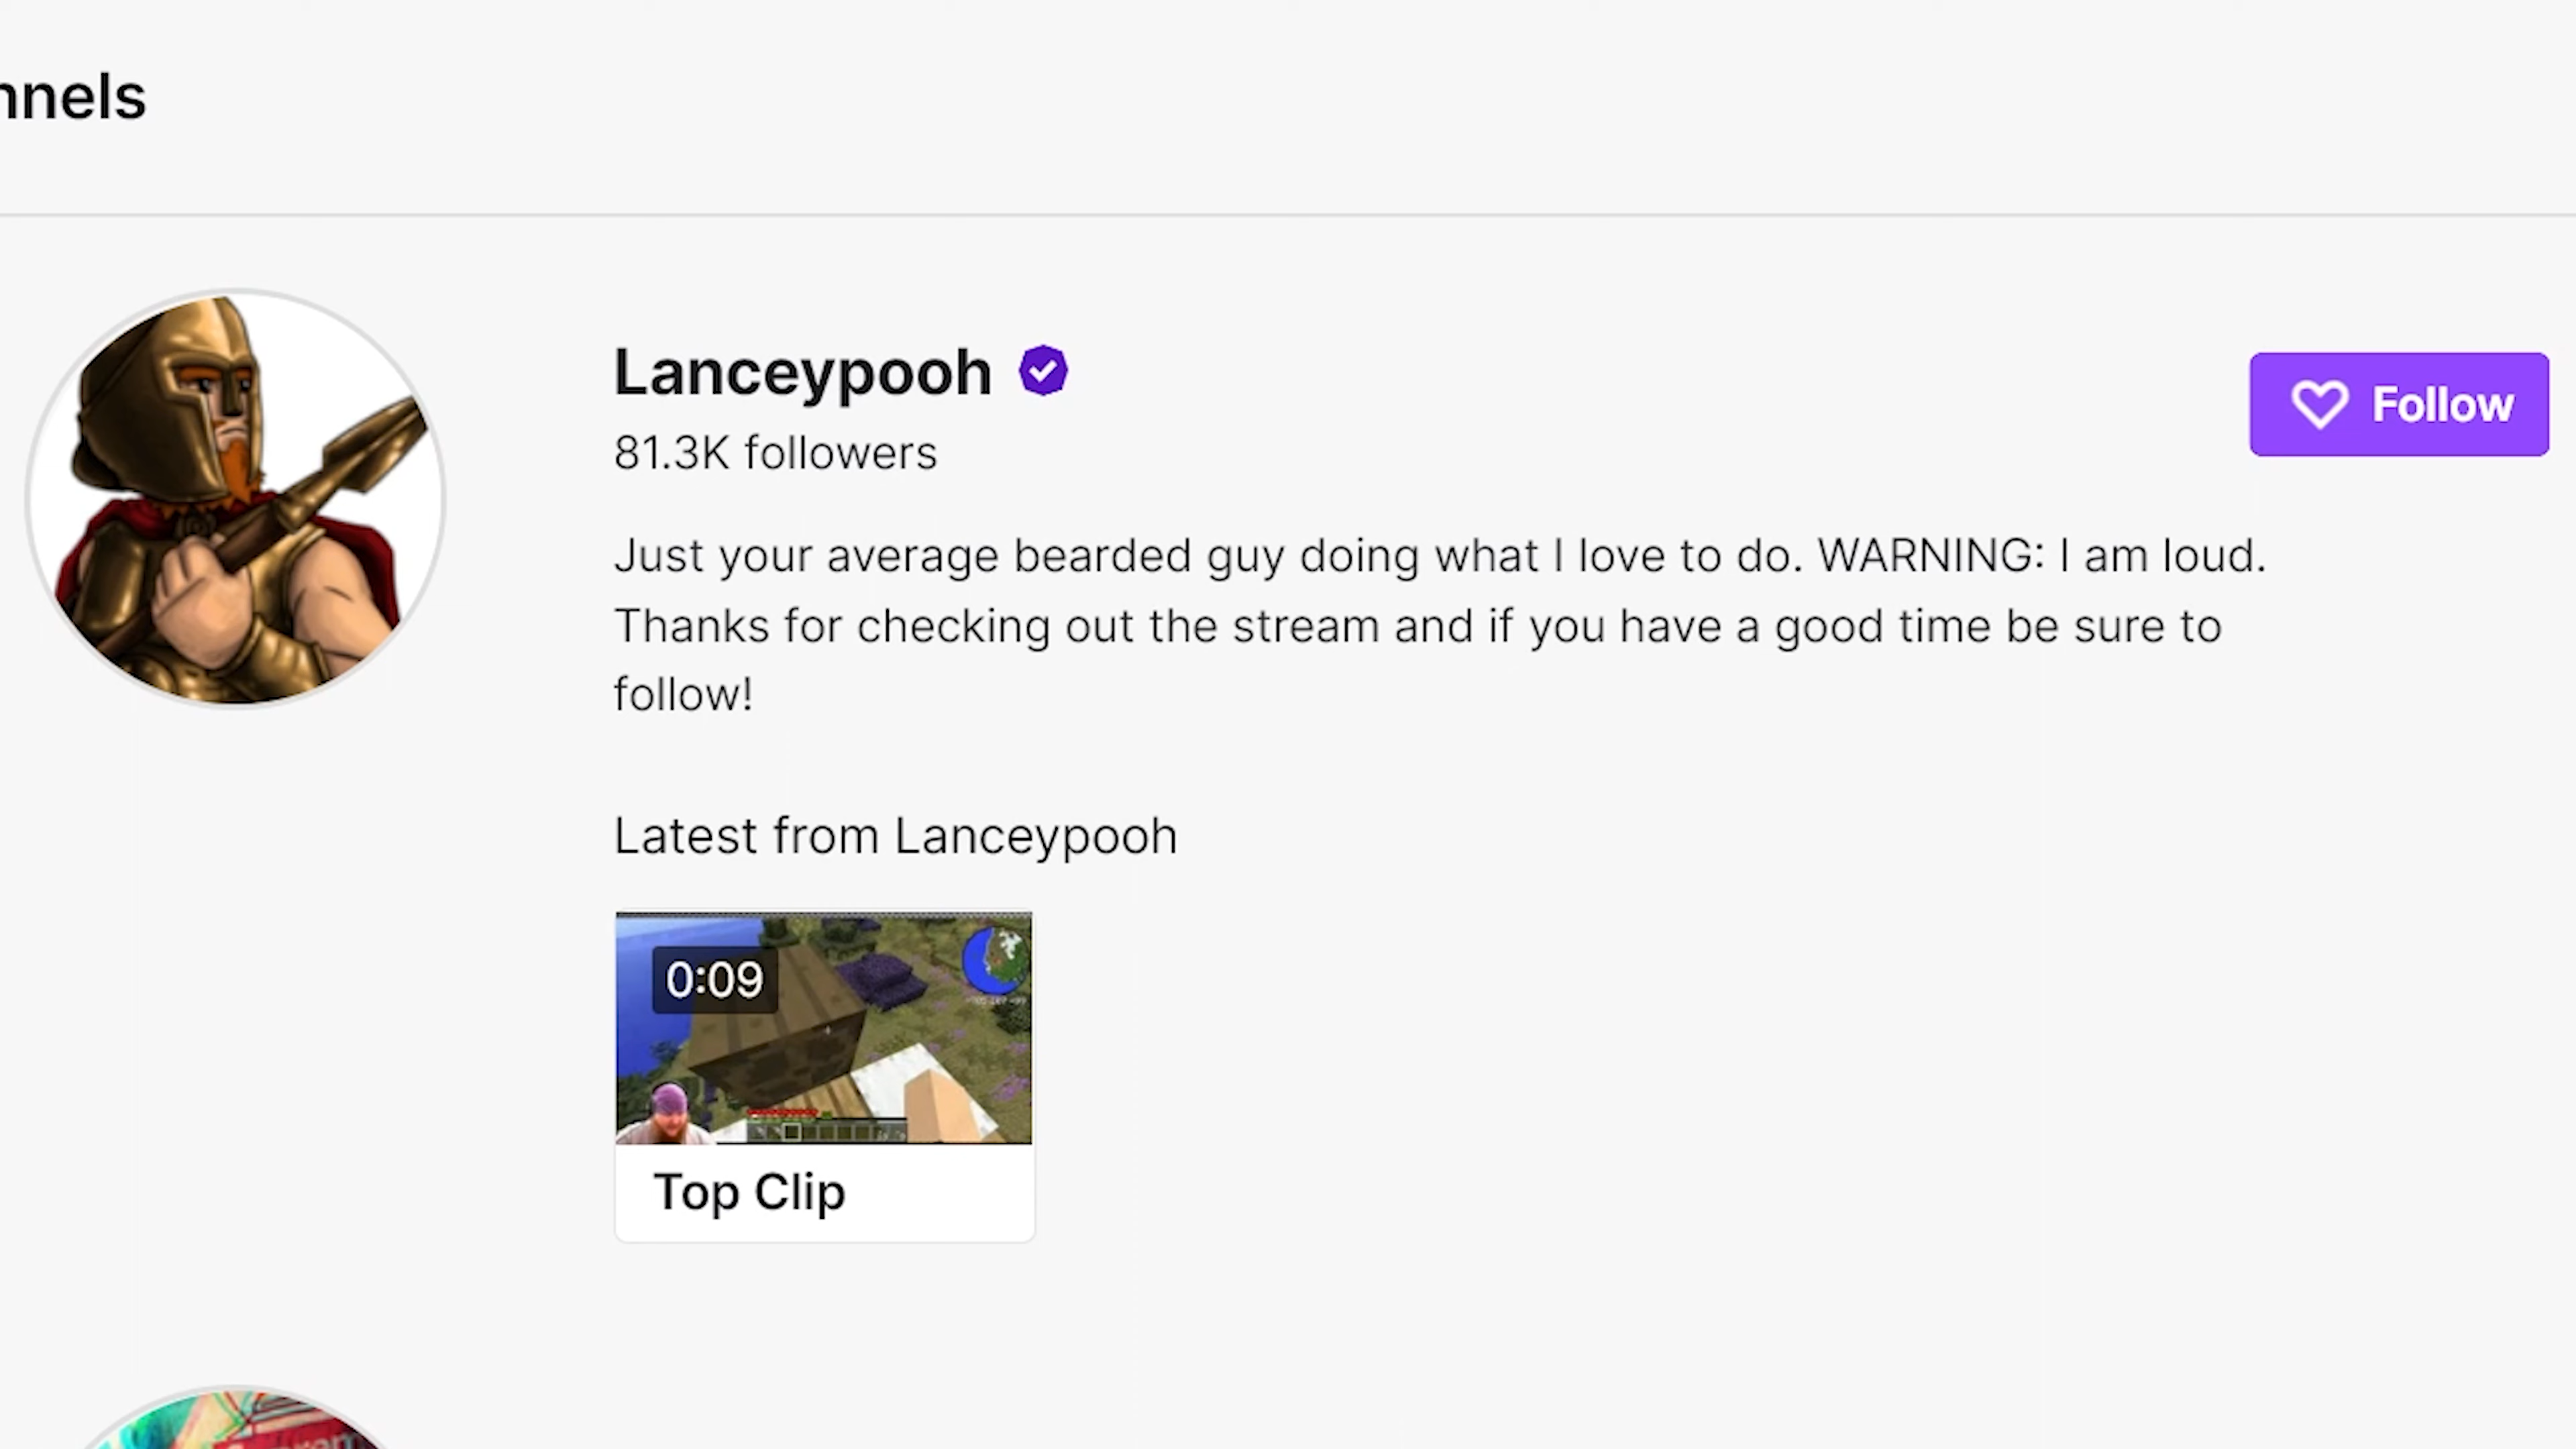 nnels
Lanceypooh
81.3K followers
Follow
Just your average bearded guy doing what I love to do. WARNING: I am loud.
Thanks for checking out the stream and if you have a good time be sure to
follow!
Latest from Lanceypooh
0:09
Top Clip